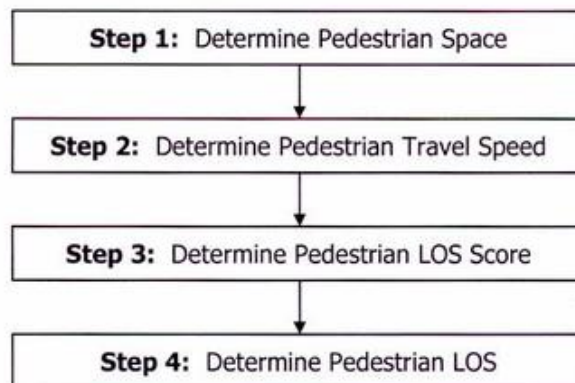 Step 1: Determine Pedestrian Space
Step 2: Determine Pedestrian Travel Speed
Step 3: Determine Pedestrian LOS Score
Step 4: Determine Pedestrian LOS